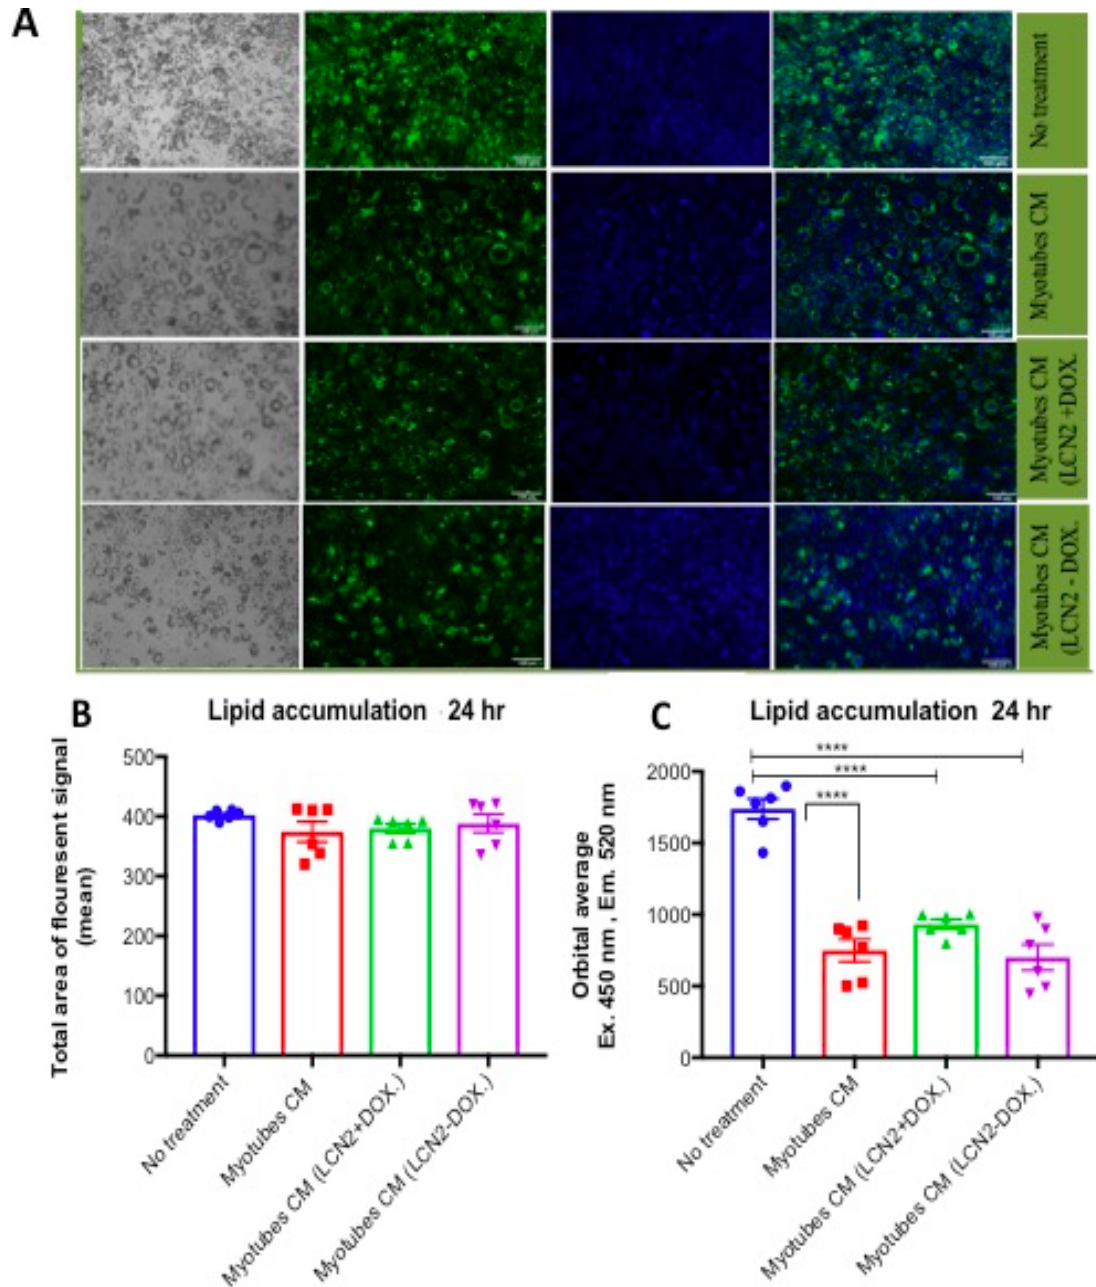 A
No treatment
Myotubes CM
Myotubes CM
(LCN2 +DOX.
Myotubes CM
(LCN2 - DOX.
B
Lipid accumulation 24 hr
Total area of flouresent signal
(mean)
500
400
300
200
100
0
No treatment
Myotubes CM
Myotubes CM (LCN2+DOX.)
Myotubes CM (LCN2-DOX.)
C
Lipid accumulation 24 hr
****
****
****
Orbital average
Ex. 450 nm , Em. 520 nm
2000
1500
1000
500
0
No treatment
Myotubes CM
Myotubes CM (LCN2+DOX.)
Myotubes CM (LCN2-DOX.)